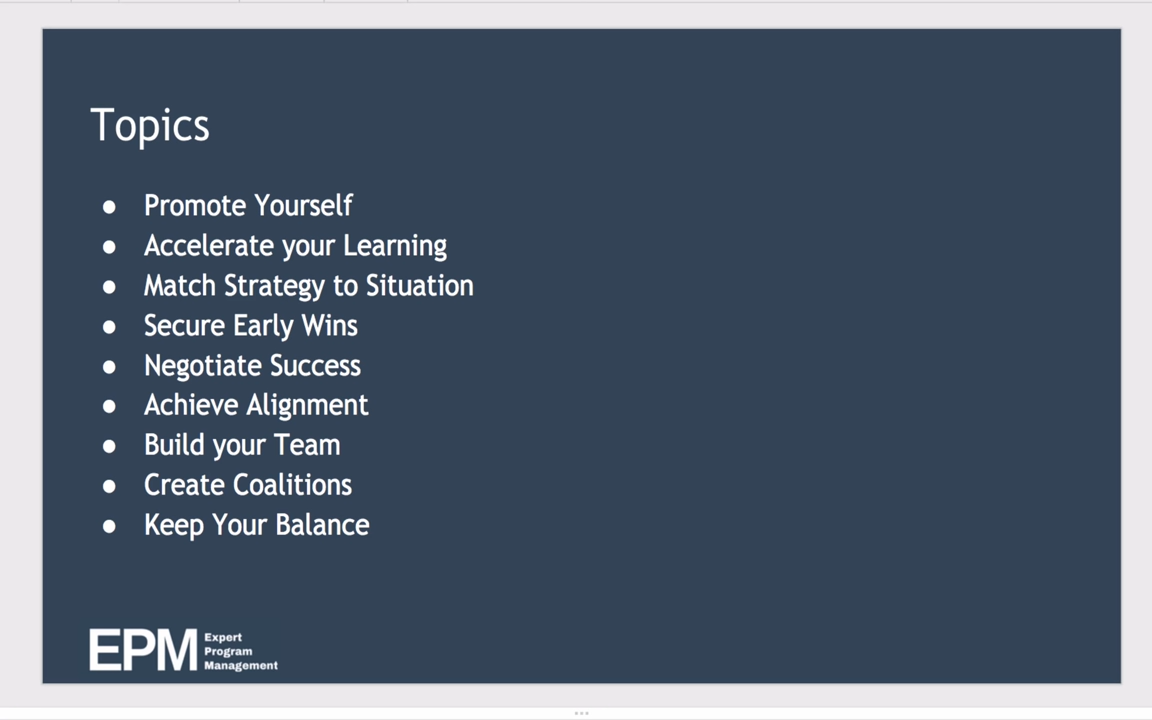 Topics
● Promote Yourself
● Accelerate your Learning
● Match Strategy to Situation
● Secure Early Wins
● Negotiate Success
● Achieve Alignment
● Build your Team
● Create Coalitions
● Keep Your Balance
EPM
Expert
Program
Management